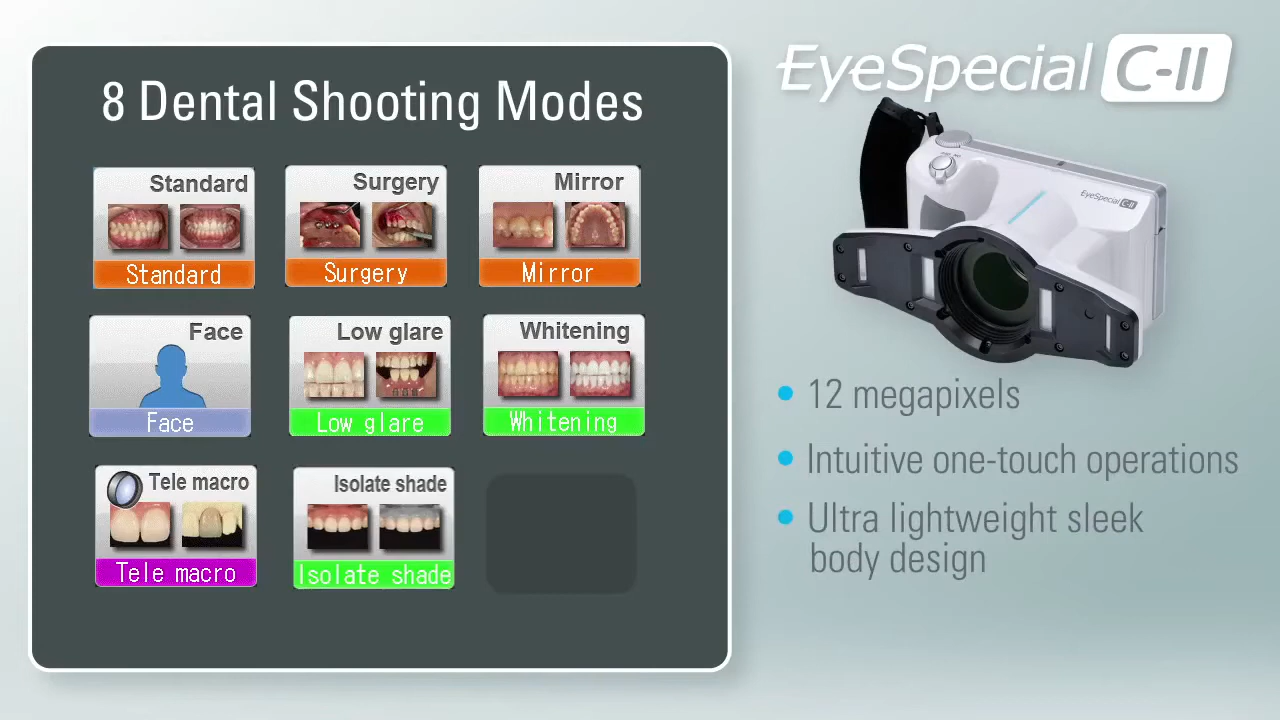 8 Dental Shooting Modes
Standard
Standard
Surgery
Surgery
Mirror
Mirror
Face
Face
Low glare
Low glare
Whitening
Whitening
Tele macro
Tele macro
Isolate shade
Isolate shade
EyeSpecial C-II
EyeSpecial C-II
12 megapixels
Intuitive one-touch operations
Ultra lightweight sleek
body design